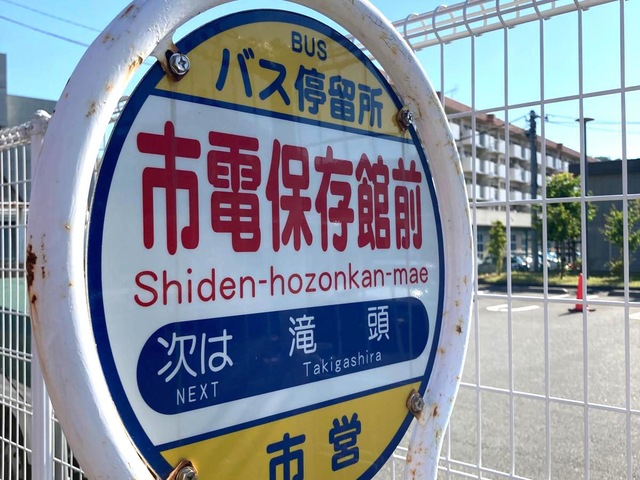 BUS
バス停留所
市電保存館前
Shiden-hozonkan-mae
次は 滝頭
NEXT Takigashira
市営